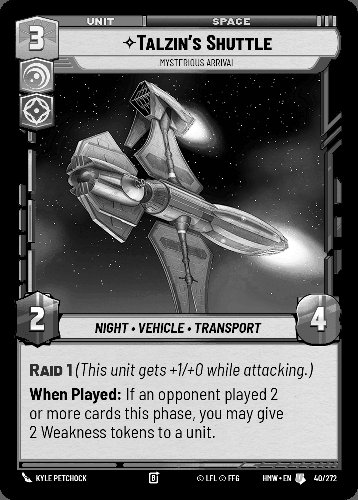 UNIT
SPACE
3
✧TALZIN'S SHUTTLE
MYSTERIOUS ARRIVAL
2
4
NIGHT • VEHICLE • TRANSPORT
RAID 1 (This unit gets +1/+0 while attacking.)
When Played: If an opponent played 2
or more cards this phase, you may give
2 Weakness tokens to a unit.
KYLE PETCHOCK
© LFL © FFG
HMW • EN
40/272